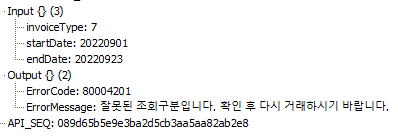 Input {} (3)
invoiceType: 7
startDate: 20220901
endDate: 20220923
Output {} (2)
ErrorCode: 80004201
ErrorMessage: 잘못된 조회구분입니다. 확인 후 다시 거래하시기 바랍니다.
API_SEQ: 089d65b5e9e3ba2d5cb3aa5aa82ab2e8